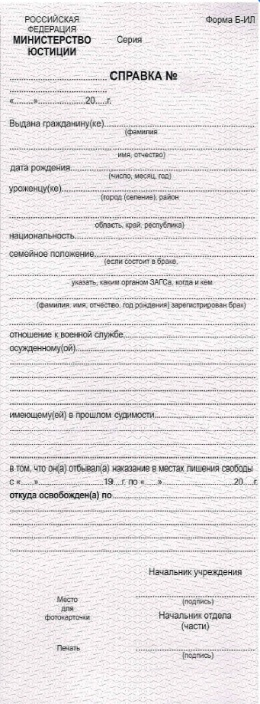 РОССИЙСКАЯ Форма Б-ИЛ
ФЕДЕРАЦИЯ
МИНИСТЕРСТВО Серия
ЮСТИЦИИ
СПРАВКА №
«......»....................20.....г.
Выдана гражданину(ке)
(фамилия
имя, отчество)
дата рождения
(число, месяц, год)
уроженцу(ке)
(город (селение), район
область, край, республика)
национальность
семейное положение
(если состоит в браке,
указать, каким органом ЗАГСа, когда и кем
(фамилия, имя, отчество, год рождения) зарегистрирован брак)
отношение к военной службе
осужденному(ой)
имеющему(ей) в прошлом судимости
в том, что он(а) отбывал(а) наказание в местах лишения свободы
с «.....»....................19.....г. по «.....»....................20.....г.
откуда освобожден(а) по
Начальник учреждения
Место (подпись)
для Начальник отдела
фотокарточки (части)
Печать
(подпись)